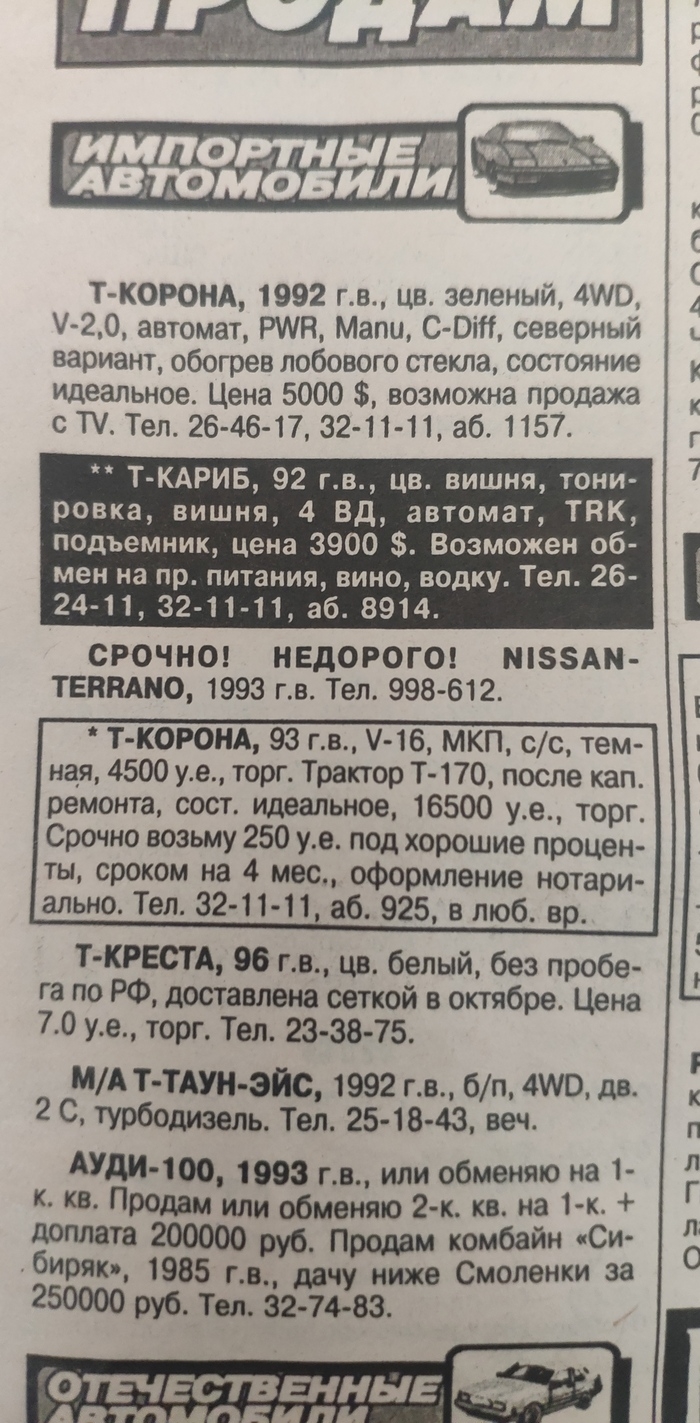 ПРОДАМ
ИМПОРТНЫЕ
АВТОМОБИЛИ
Т-КОРОНА, 1992 г.в., цв. зеленый, 4WD,
V-2,0, автомат, PWR, Manu, C-Diff, северный
вариант, обогрев лобового стекла, состояние
идеальное. Цена 5000 $, возможна продажа
с TV. Тел. 26-46-17, 32-11-11, аб. 1157.
** Т-КАРИБ, 92 г.в., цв. вишня, тони-
ровка, вишня, 4 ВД, автомат, TRK,
подъемник, цена 3900 $. Возможен об-
мен на пр. питания, вино, водку. Тел. 26-
24-11, 32-11-11, аб. 8914.
СРОЧНО! НЕДОРОГО! NISSAN-
TERRANO, 1993 г.в. Тел. 998-612.
* Т-КОРОНА, 93 г.в., V-16, МКП, с/с, тем-
ная, 4500 у.е., торг. Трактор Т-170, после кап.
ремонта, сост. идеальное, 16500 у.е., торг.
Срочно возьму 250 у.е. под хорошие процен-
ты, сроком на 4 мес., оформление нотари-
ально. Тел. 32-11-11, аб. 925, в люб. вр.
Т-КРЕСТА, 96 г.в., цв. белый, без пробе-
га по РФ, доставлена сеткой в октябре. Цена
7.0 у.е., торг. Тел. 23-38-75.
М/А Т-ТАУН-ЭЙС, 1992 г.в., б/п, 4WD, дв.
2 С, турбодизель. Тел. 25-18-43, веч.
АУДИ-100, 1993 г.в., или обменяю на 1-
к. кв. Продам или обменяю 2-к. кв. на 1-к. +
доплата 200000 руб. Продам комбайн «Си-
биряк», 1985 г.в., дачу ниже Смоленки за
250000 руб. Тел. 32-74-83.
ОТЕЧЕСТВЕННЫЕ
АВТОМОБИЛИ